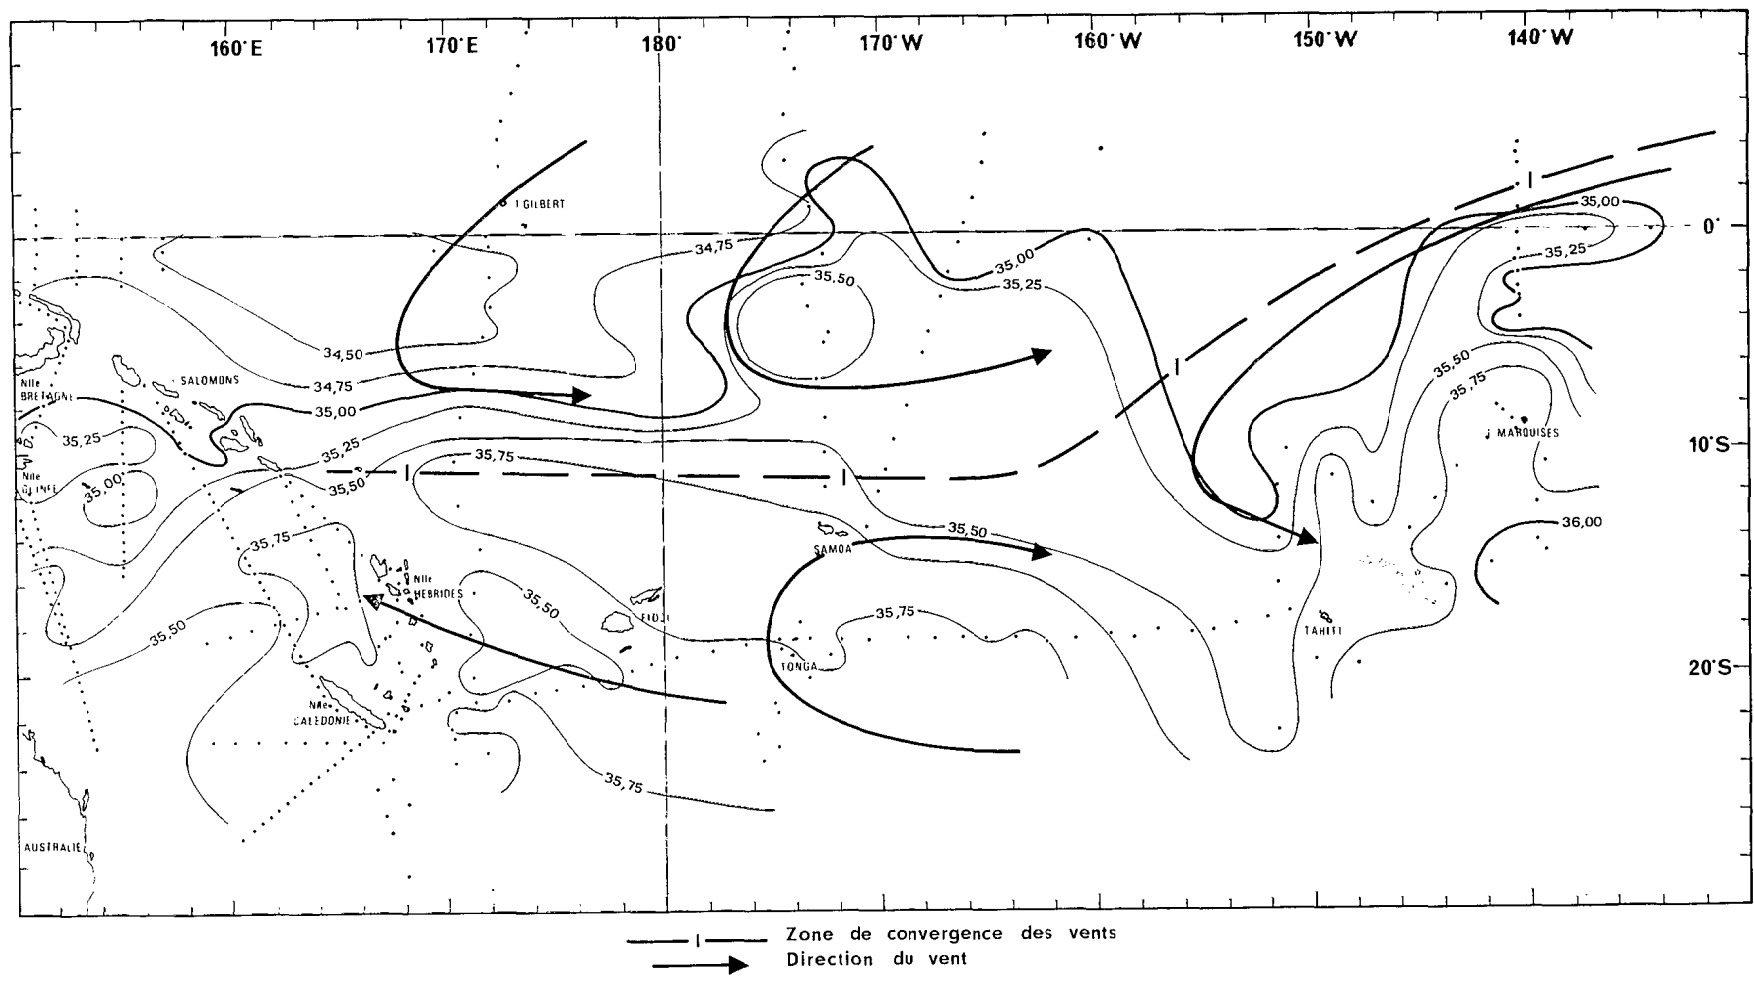 160°E 170°E 180° 170°W 160°W 150°W 140°W
I GILBERT
35,00
0°
34,75
35,25
35,00
35,50
35,25
34,50
35,50
SALOMONS
34,75
Nlle
BRETAGNE
35,75
35,00
MARQUISES
35,25
10°S
35,25
35,75
Nlle
35,00
35,50
36,00
35,50
35,75
SAMOA
Nlle
HEBRIDES
35,50
35,75
FIDJI
35,50
TAHITI
TONGA
20°S
Nlle
CALEDONIE
35,75
AUSTRALIE
Zone de convergence des vents
Direction du vent